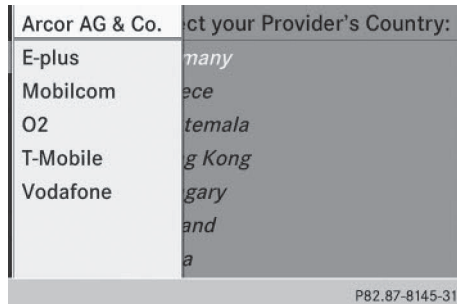 Arcor AG & Co.
E-plus
Mobilcom
O2
T-Mobile
Vodafone
ect your Provider's Country:
many
ece
temala
g Kong
gary
and
a
P82.87-8145-31